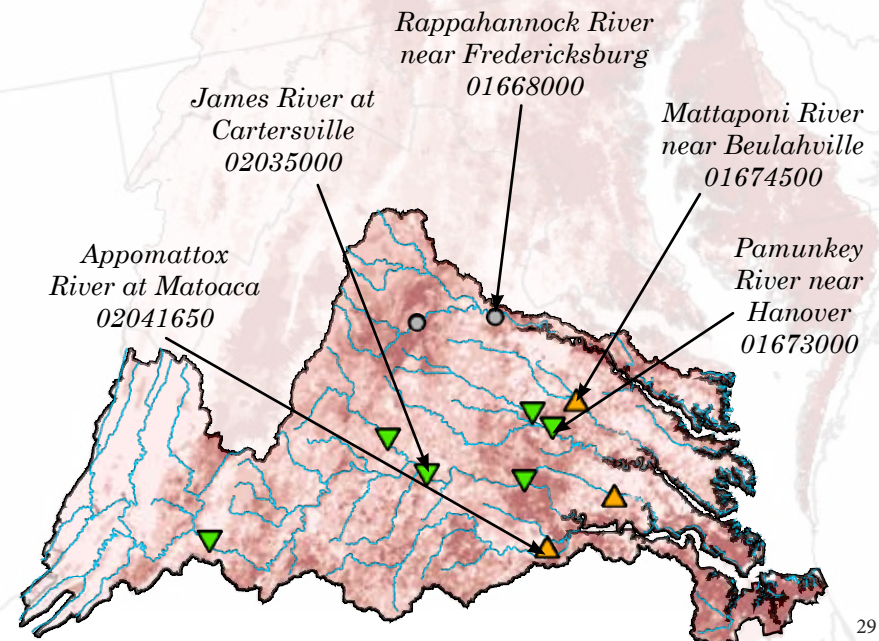 Rappahannock River
near Fredericksburg
01668000
James River at
Cartersville
02035000
Mattaponi River
near Beulahville
01674500
Appomattox
River at Matoaca
02041650
Pamunkey
River near
Hanover
01673000
29